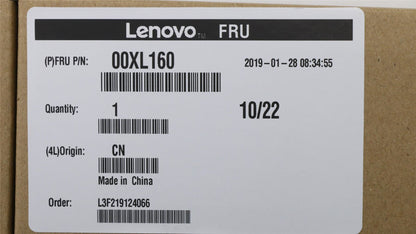 Lenovo™ FRU
(P)FRU P/N: 00XL160 2019-01-28 08:34:55
Quantity: 1 10/22
(4L)Origin: CN
Made in China
Order: L3F219124066